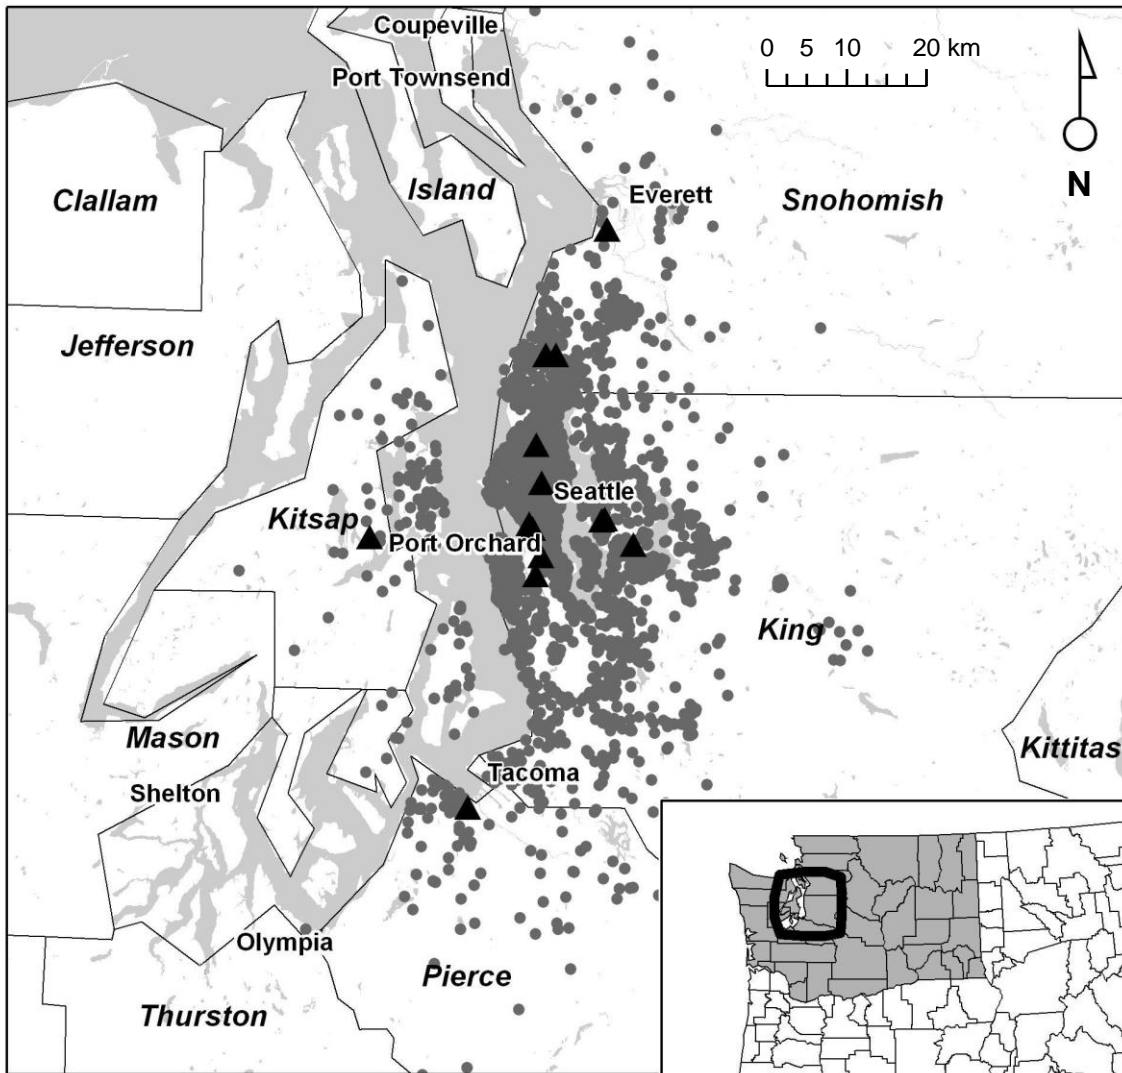 Coupeville
0 5 10 20 km
Port Townsend
N
Clallam
Island
Everett
Snohomish
Jefferson
Seattle
Kitsap
Port Orchard
King
Mason
Kittitas
Tacoma
Shelton
Olympia
Pierce
Thurston